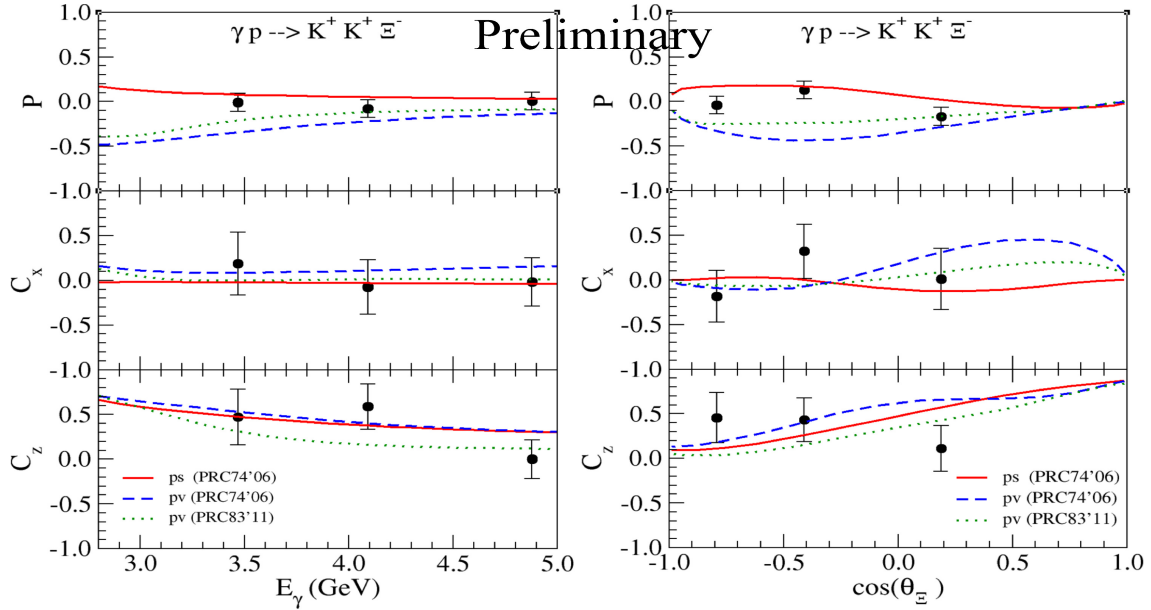 Preliminary
γ p --> K⁺ K⁺ Ξ⁻
1.0
0.5
0.0
-0.5
-1.0
P
0.5
0.0
-0.5
1.0
Cₓ
0.5
0.0
-0.5
-1.0
C_z
ps (PRC74'06)
pv (PRC74'06)
pv (PRC83'11)
3.0 3.5 4.0 4.5 5.0
E_γ (GeV)
γ p --> K⁺ K⁺ Ξ⁻
1.0
0.5
0.0
-0.5
-1.0
P
0.5
0.0
-0.5
1.0
Cₓ
0.5
0.0
-0.5
-1.0
C_z
ps (PRC74'06)
pv (PRC74'06)
pv (PRC83'11)
-1.0 -0.5 0.0 0.5 1.0
cos(θ_Ξ)